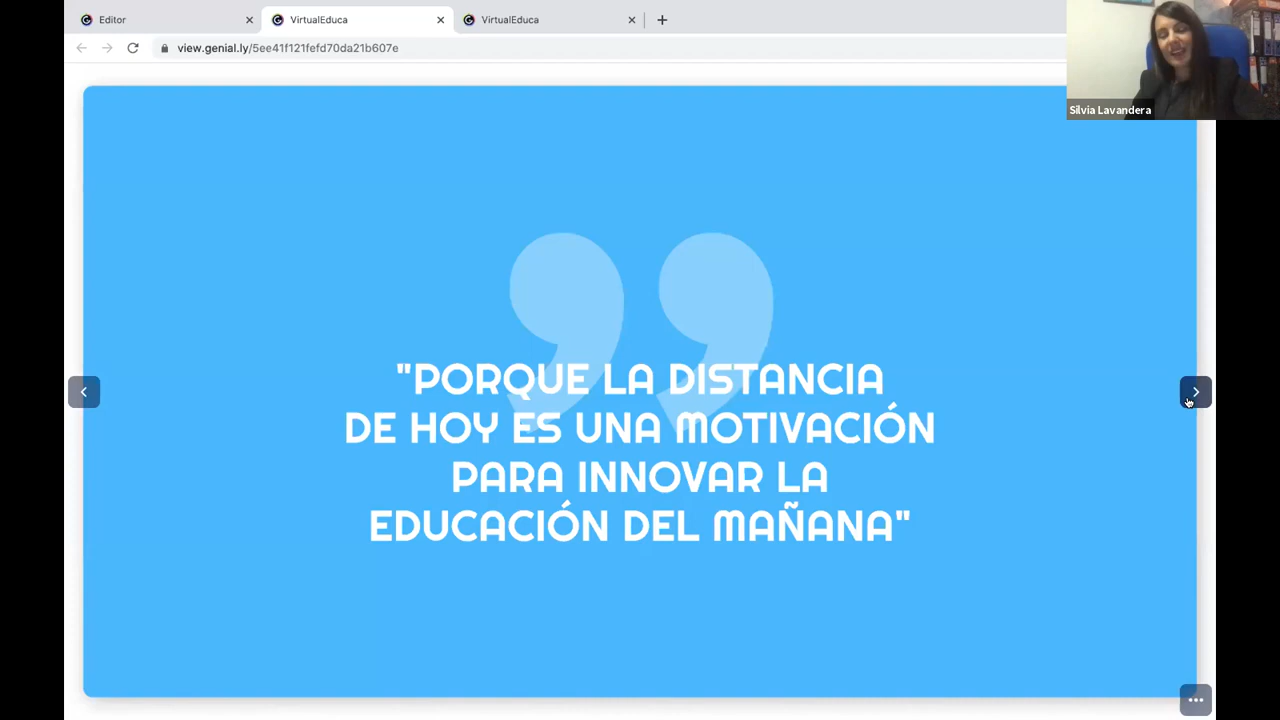 Editor
VirtualEduca
VirtualEduca
view.genial.ly/5ee41f121fefd70da21b607e
Silvia Lavandera
"PORQUE LA DISTANCIA
DE HOY ES UNA MOTIVACIÓN
PARA INNOVAR LA
EDUCACIÓN DEL MAÑANA"